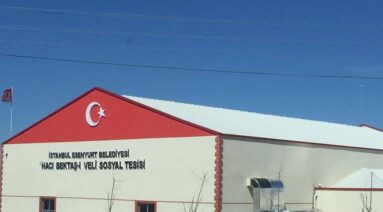 İSTANBUL ESENYURT BELEDİYESİ
HACI BEKTAŞ-I VELİ SOSYAL TESİSİ